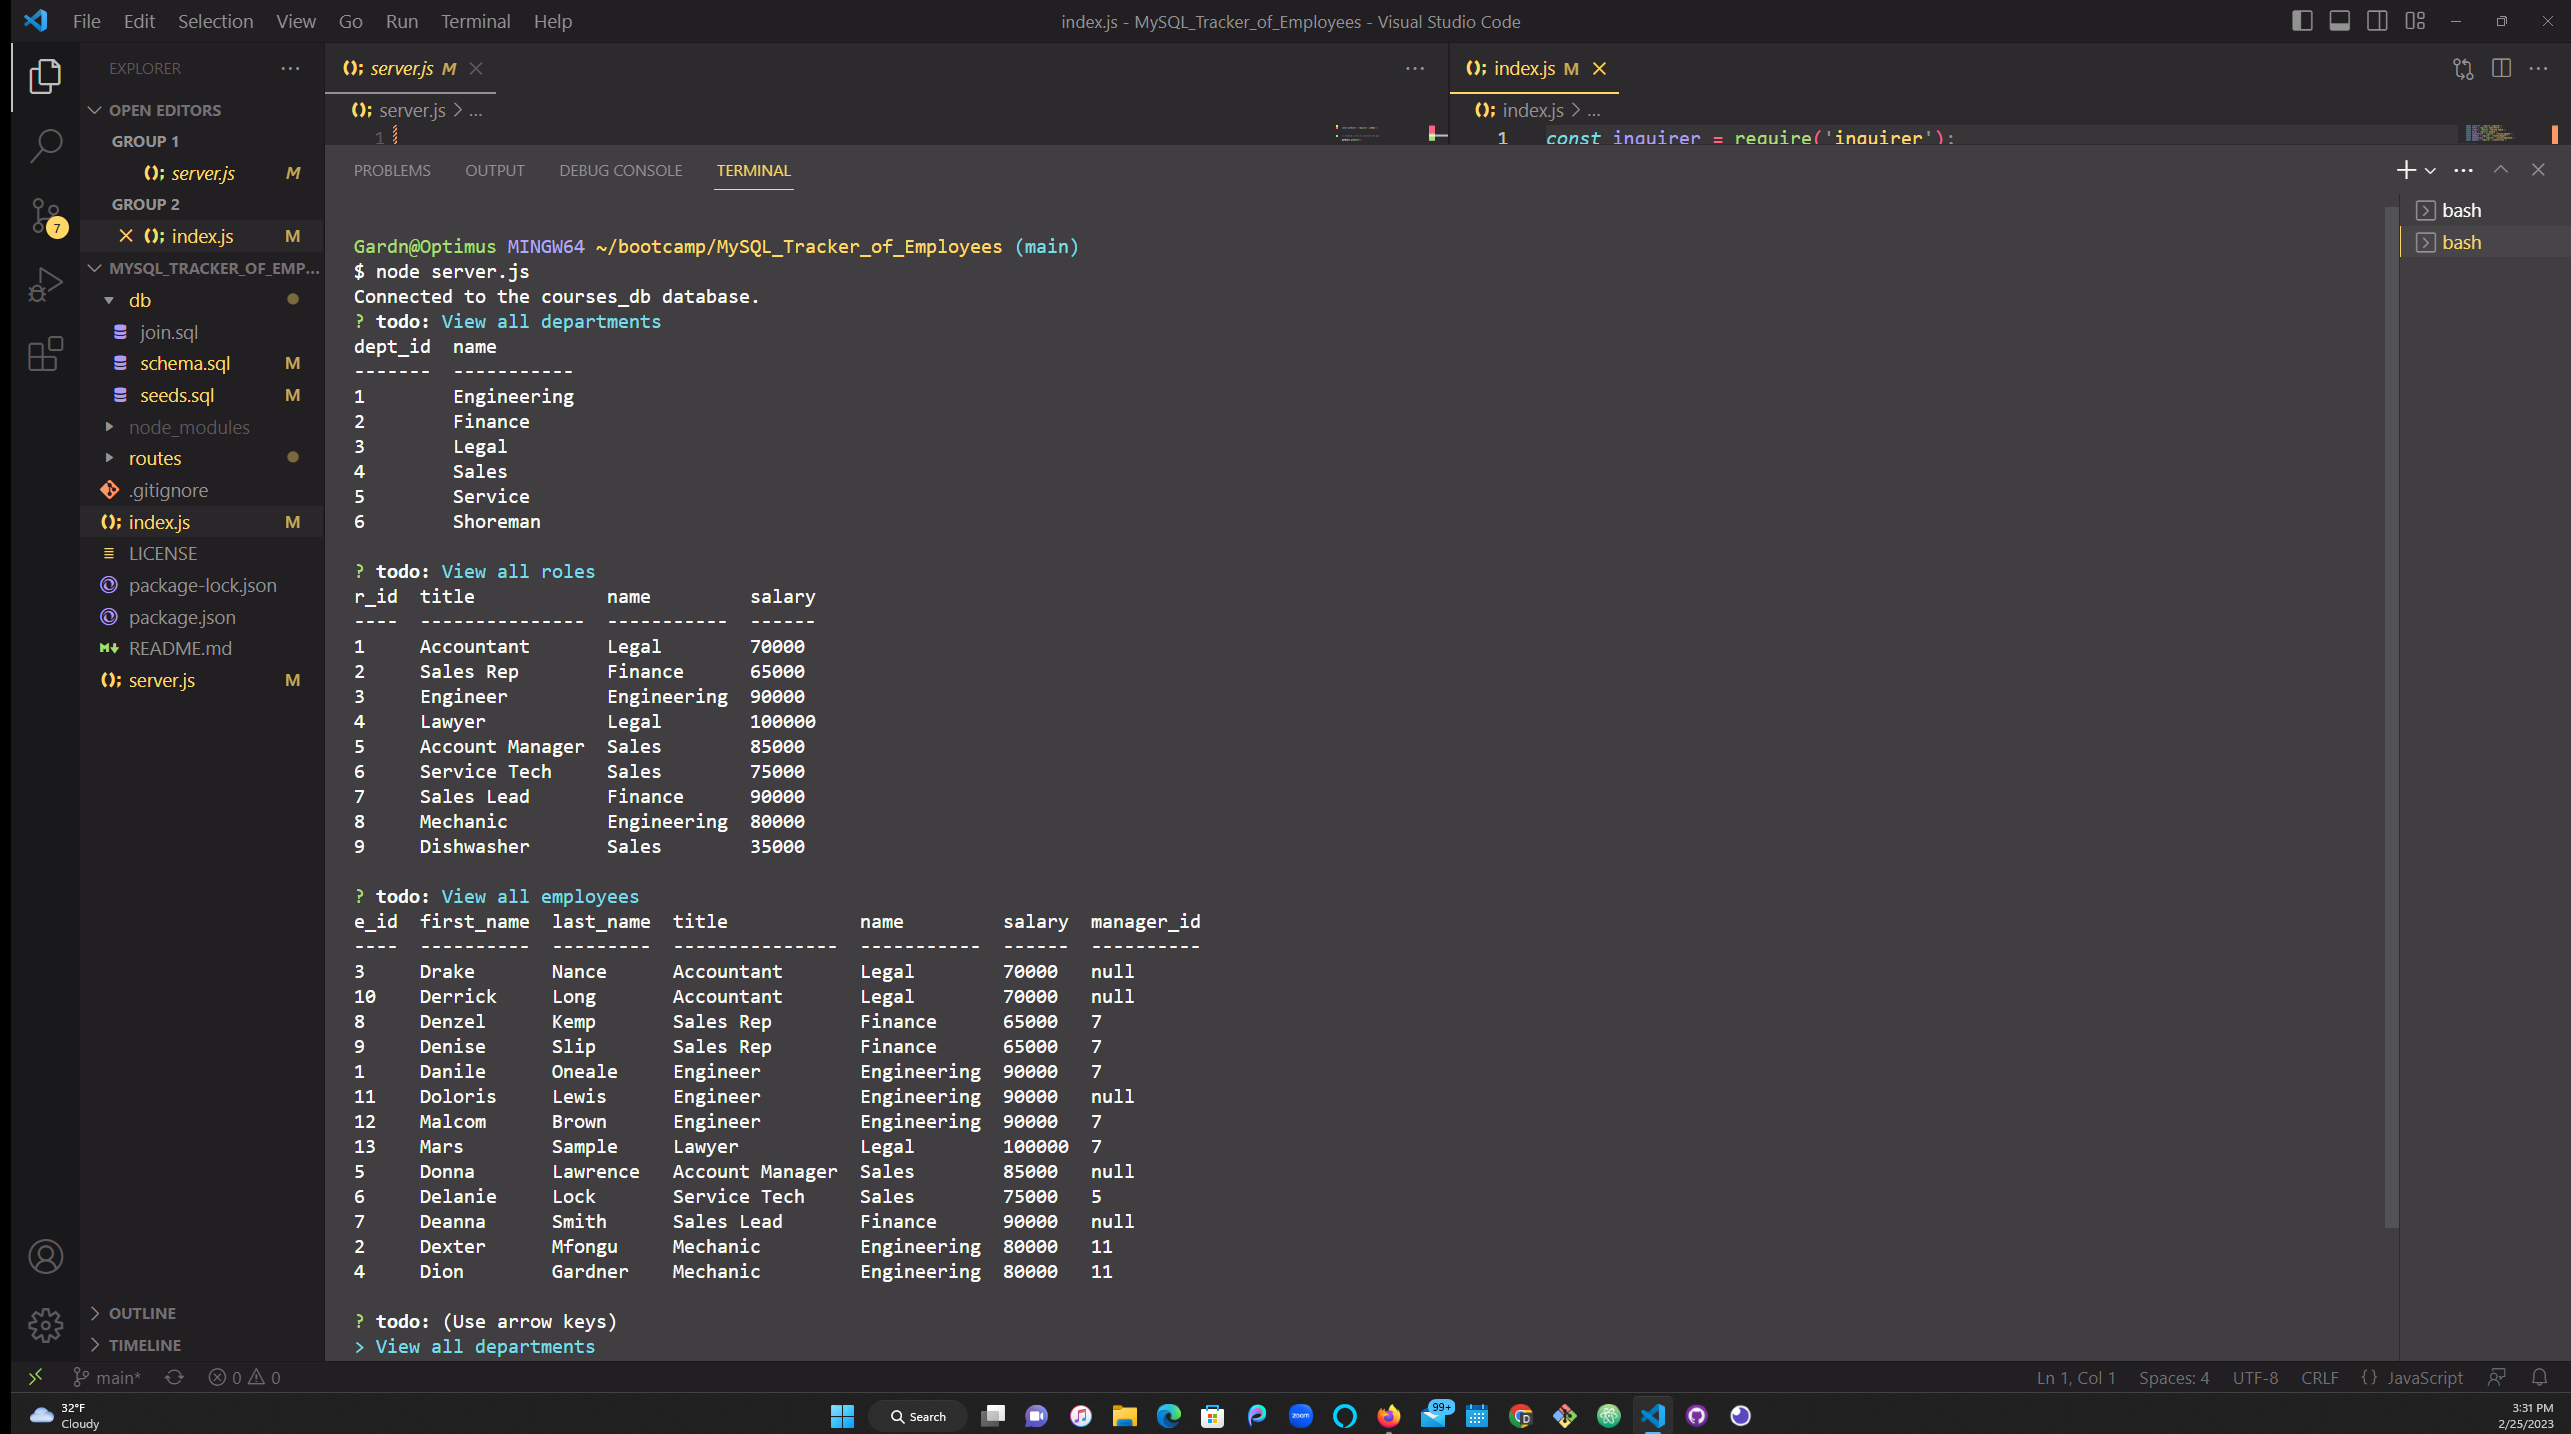 File Edit Selection View Go Run Terminal Help
index.js - MySQL_Tracker_of_Employees - Visual Studio Code
EXPLORER
OPEN EDITORS
GROUP 1
server.js M
GROUP 2
index.js M
MYSQL_TRACKER_OF_EMP...
db
join.sql
schema.sql M
seeds.sql M
node_modules
routes
.gitignore
index.js M
LICENSE
package-lock.json
package.json
README.md
server.js M
OUTLINE
TIMELINE
7
server.js M
server.js > ...
1
index.js M
index.js > ...
1 const inquirer = require('inquirer');
PROBLEMS OUTPUT DEBUG CONSOLE TERMINAL
bash
bash
Gardn@Optimus MINGW64 ~/bootcamp/MySQL_Tracker_of_Employees (main)
$ node server.js
Connected to the courses_db database.
? todo: View all departments
dept_id  name
-------  -----------
1        Engineering
2        Finance
3        Legal
4        Sales
5        Service
6        Shoreman
? todo: View all roles
r_id  title            name         salary
----  ---------------  -----------  ------
1     Accountant       Legal        70000
2     Sales Rep        Finance      65000
3     Engineer         Engineering  90000
4     Lawyer           Legal        100000
5     Account Manager  Sales        85000
6     Service Tech     Sales        75000
7     Sales Lead       Finance      90000
8     Mechanic         Engineering  80000
9     Dishwasher       Sales        35000
? todo: View all employees
e_id  first_name  last_name  title            name         salary  manager_id
----  ----------  ---------  ---------------  -----------  ------  ----------
3     Drake       Nance      Accountant       Legal        70000   null
10    Derrick     Long       Accountant       Legal        70000   null
8     Denzel      Kemp       Sales Rep        Finance      65000   7
9     Denise      Slip       Sales Rep        Finance      65000   7
1     Danile      Oneale     Engineer         Engineering  90000   7
11    Doloris     Lewis      Engineer         Engineering  90000   null
12    Malcom      Brown      Engineer         Engineering  90000   7
13    Mars        Sample     Lawyer           Legal        100000  7
5     Donna       Lawrence   Account Manager  Sales        85000   null
6     Delanie     Lock       Service Tech     Sales        75000   5
7     Deanna      Smith      Sales Lead       Finance      90000   null
2     Dexter      Mfongu     Mechanic         Engineering  80000   11
4     Dion        Gardner    Mechanic         Engineering  80000   11
? todo: (Use arrow keys)
> View all departments
main* 0 0
Ln 1, Col 1 Spaces: 4 UTF-8 CRLF {} JavaScript
32°F
Cloudy
Search
zoom
99+
3:31 PM
2/25/2023